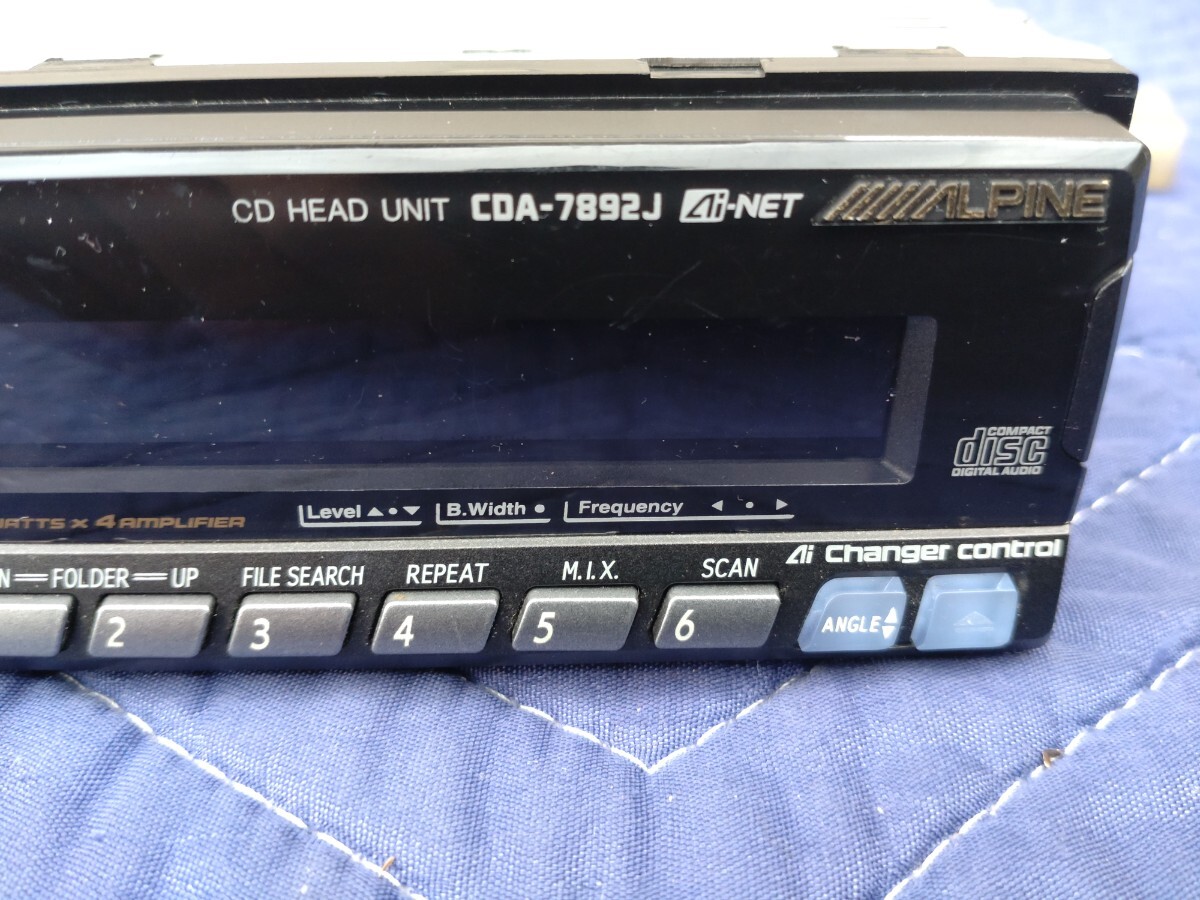 CD HEAD UNIT CDA-7892J Ai-NET ALPINE
COMPACT
disc
DIGITAL AUDIO
WATTS x 4 AMPLIFIER
Level ▲•▼ B.Width • Frequency ◄ • ►
Ai Changer control
N FOLDER UP FILE SEARCH REPEAT M.I.X. SCAN
2 3 4 5 6 ANGLE